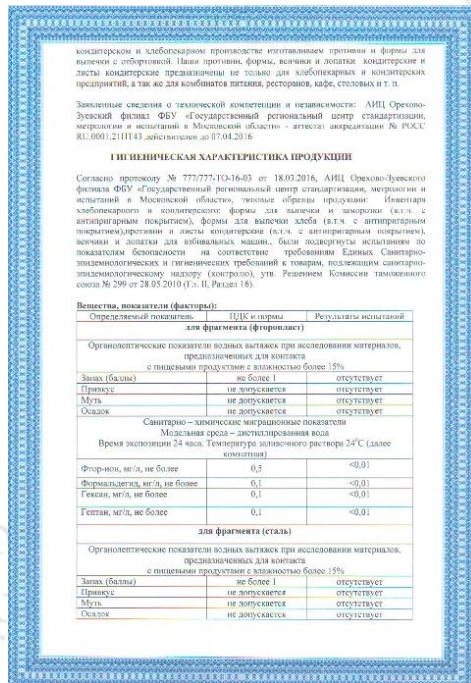 кондитерском и хлебопекарном производстве изготавливаем противни и формы для
выпечки с отбортовкой. Наши противни, формы, венчики и лопатки кондитерские и
листы кондитерские предназначены не только для хлебопекарных и кондитерских
предприятий, а так же для комбинатов питания, ресторанов, кафе, столовых и т. п.
Заявленные сведения о технической компетенции и независимости: АИЦ Орехово-
Зуевский филиал ФБУ «Государственный региональный центр стандартизации,
метрологии и испытаний в Московской области» - аттестат аккредитации № РОСС
RU.0001.21ПТ43 действителен до 07.04.2016
ГИГИЕНИЧЕСКАЯ ХАРАКТЕРИСТИКА ПРОДУКЦИИ
Согласно протоколу № 777/777-ТО-16-03 от 18.03.2016, АИЦ Орехово-Зуевского
филиала ФБУ «Государственный региональный центр стандартизации, метрологии и
испытаний в Московской области», типовые образцы продукции: Инвентаря
хлебопекарного и кондитерского: формы для выпечки и заморозки (в.т.ч. с
антипригарным покрытием), формы для выпечки хлеба (в.т.ч. с антипригарным
покрытием),противни и листы кондитерские (в.т.ч. с антипригарным покрытием),
венчики и лопатки для взбивальных машин., были подвергнуты испытаниям по
показателям безопасности на соответствие требованиям Единых Санитарно-
эпидемиологических и гигиенических требований к товарам, подлежащим санитарно-
эпидемиологическому надзору (контролю), утв. Решением Комиссии таможенного
союза № 299 от 28.05.2010 (Гл. II, Раздел 16).
Вещества, показатели (факторы):
Определяемый показатель ПДК и нормы Результаты испытаний
для фрагмента (фторопласт)
Органолептические показатели водных вытяжек при исследовании материалов,
предназначенных для контакта
с пищевыми продуктами с влажностью более 15%
Запах (баллы) не более 1 отсутствует
Привкус не допускается отсутствует
Муть не допускается отсутствует
Осадок не допускается отсутствует
Санитарно – химические миграционные показатели
Модельная среда – дистиллированная вода
Время экспозиции 24 часа. Температура заливочного раствора 24°С (далее
комнатная)
Фтор-ион, мг/л, не более 0,5 <0,01
Формальдегид, мг/л, не более 0,1 <0,01
Гексан, мг/л, не более 0,1 <0,01
Гептан, мг/л, не более 0,1 <0,01
для фрагмента (сталь)
Органолептические показатели водных вытяжек при исследовании материалов,
предназначенных для контакта
с пищевыми продуктами с влажностью более 15%
Запах (баллы) не более 1 отсутствует
Привкус не допускается отсутствует
Муть не допускается отсутствует
Осадок не допускается отсутствует